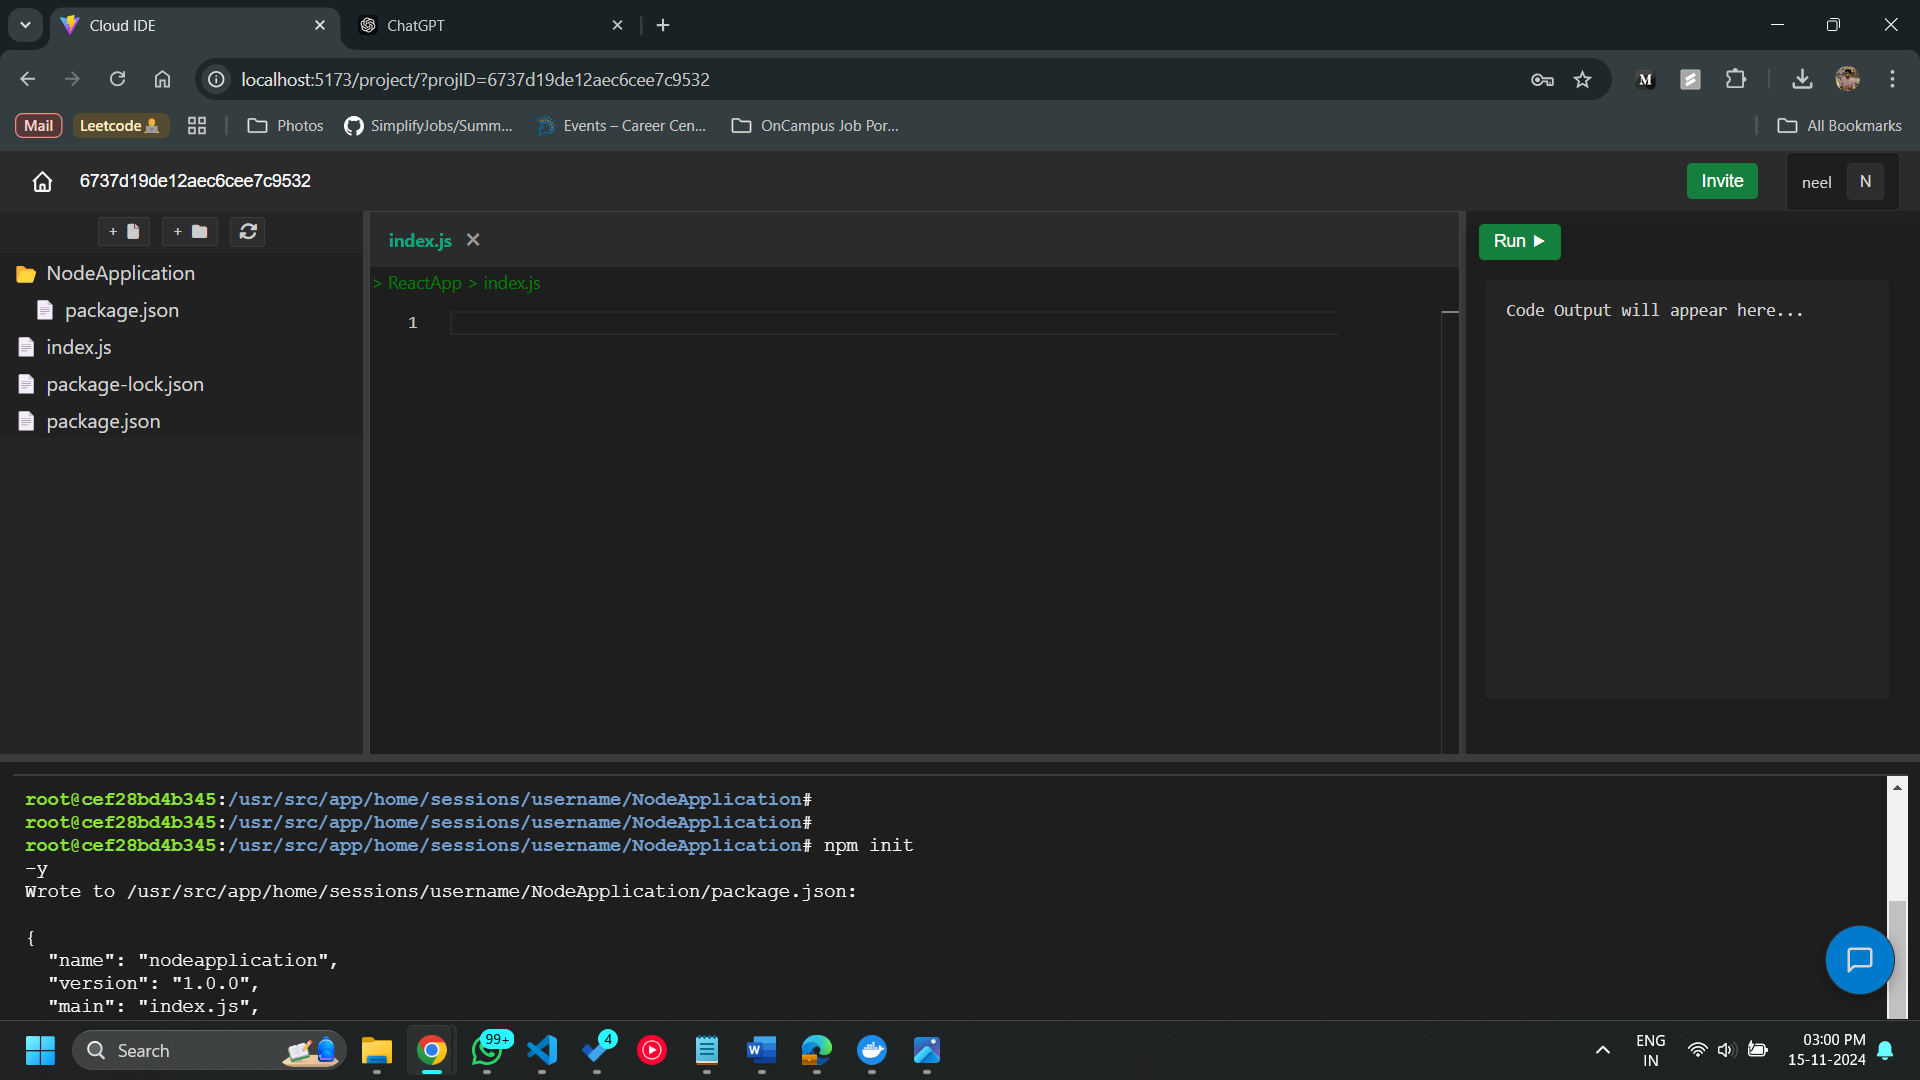 Cloud IDE
ChatGPT
localhost:5173/project/?projID=6737d19de12aec6cee7c9532
M
Mail
Leetcode
Photos
SimplifyJobs/Summ...
Events – Career Cen...
OnCampus Job Por...
All Bookmarks
6737d19de12aec6cee7c9532
Invite
neel
N
+
+
NodeApplication
package.json
index.js
package-lock.json
package.json
index.js
> ReactApp > index.js
1
Run
Code Output will appear here...
root@cef28bd4b345:/usr/src/app/home/sessions/username/NodeApplication#
root@cef28bd4b345:/usr/src/app/home/sessions/username/NodeApplication#
root@cef28bd4b345:/usr/src/app/home/sessions/username/NodeApplication# npm init
-y
Wrote to /usr/src/app/home/sessions/username/NodeApplication/package.json:
{
"name": "nodeapplication",
"version": "1.0.0",
"main": "index.js",
Search
99+
4
W
ENG
IN
03:00 PM
15-11-2024